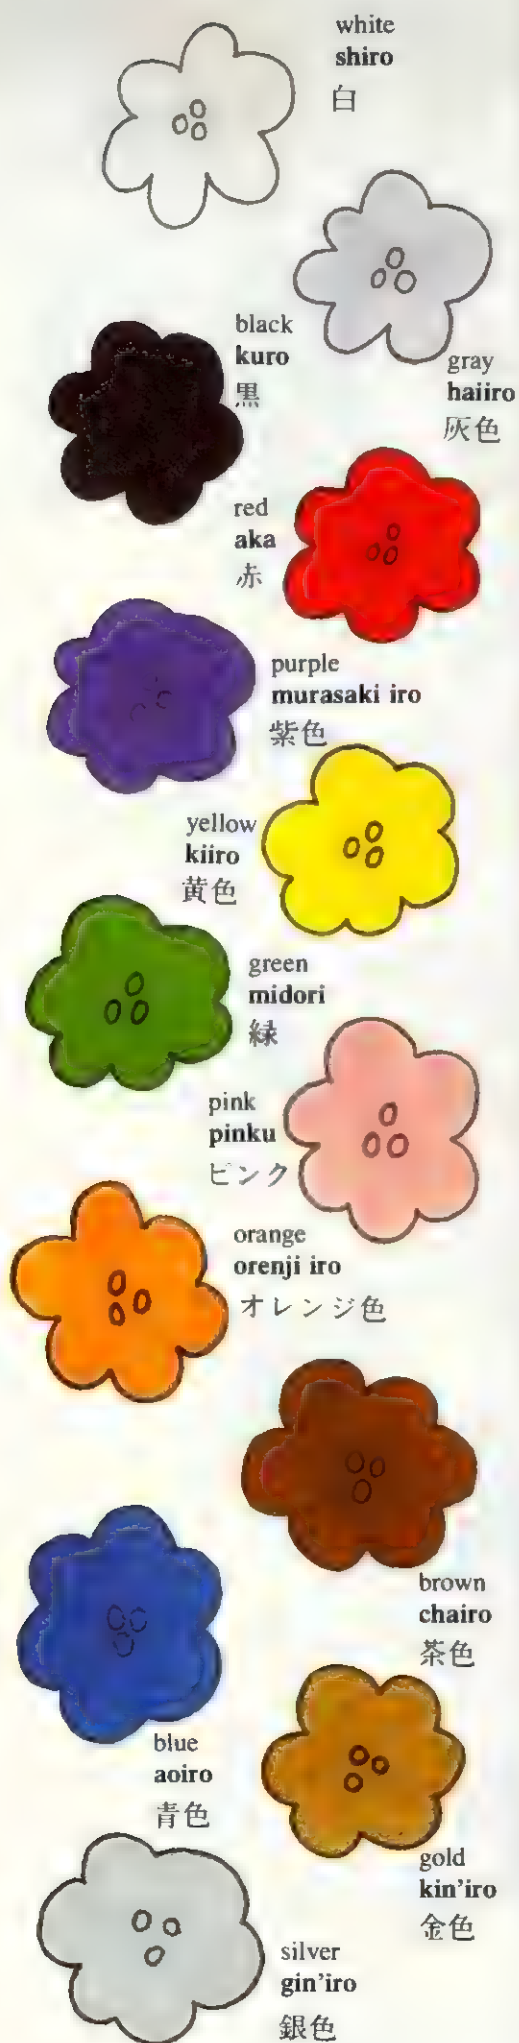 white
shiro
白
black
kuro
黒
gray
haiiro
灰色
red
aka
赤
purple
murasaki iro
紫色
yellow
kiiro
黄色
green
midori
緑
pink
pinku
ピンク
orange
orenji iro
オレンジ色
brown
chairo
茶色
blue
aoiro
青色
gold
kin'iro
金色
silver
gin'iro
銀色